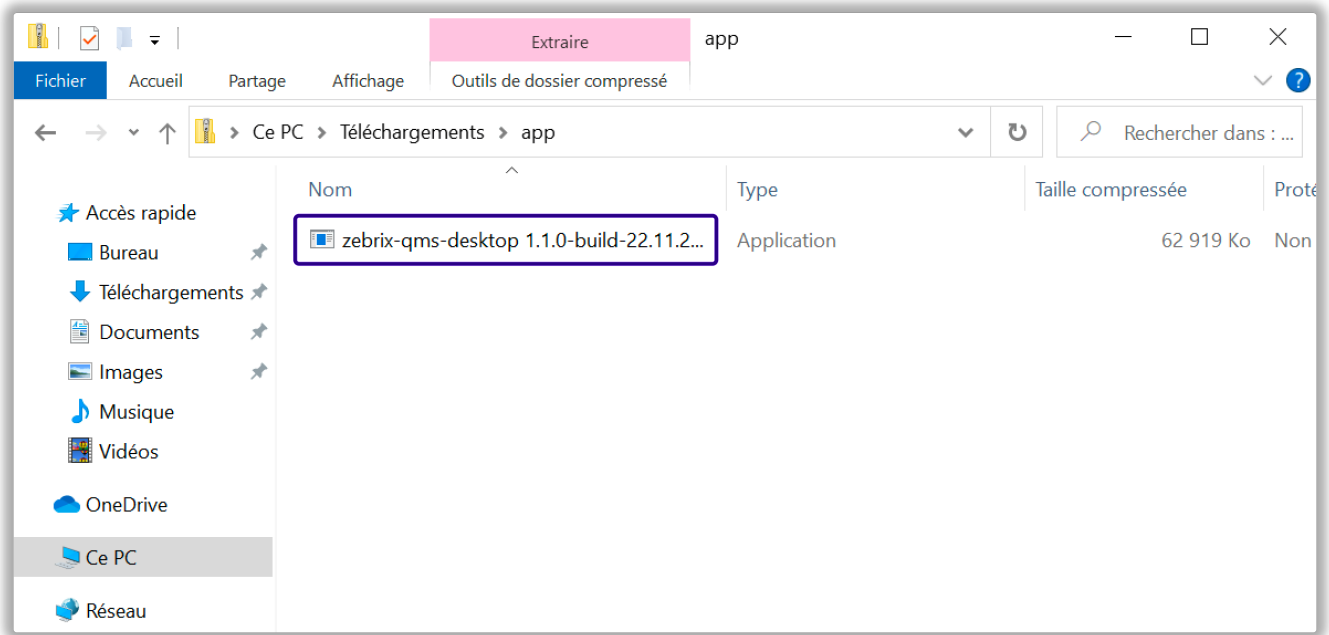 Extraire
app
Fichier Accueil Partage Affichage Outils de dossier compressé
Ce PC > Téléchargements > app
Rechercher dans : ...
Nom Type Taille compressée Proté
zebrix-qms-desktop 1.1.0-build-22.11.2... Application 62 919 Ko Non
Accès rapide
Bureau
Téléchargements
Documents
Images
Musique
Vidéos
OneDrive
Ce PC
Réseau